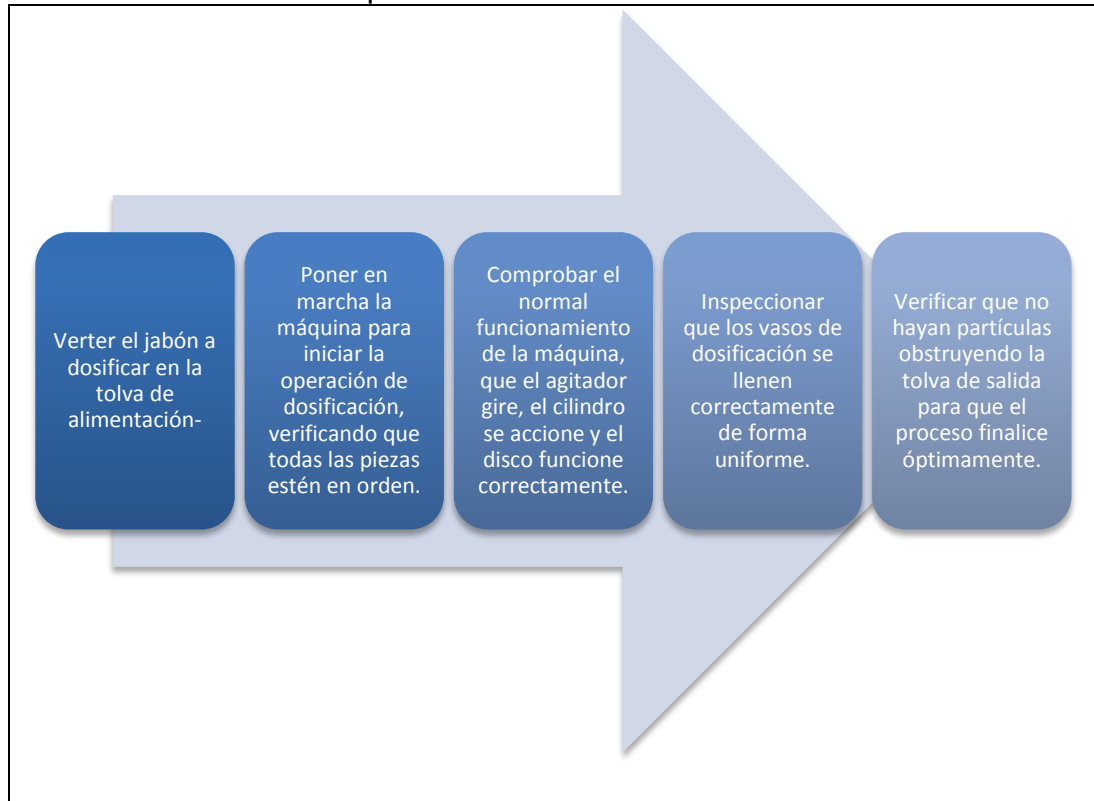 Verter el jabón a
dosificar en la
tolva de
alimentación-
Poner en
marcha la
máquina para
iniciar la
operación de
dosificación,
verificando que
todas las piezas
estén en orden.
Comprobar el
normal
funcionamiento
de la máquina,
que el agitador
gire, el cilindro
se accione y el
disco funcione
correctamente.
Inspeccionar
que los vasos de
dosificación se
llenen
correctamente
de forma
uniforme.
Verificar que no
hayan partículas
obstruyendo la
tolva de salida
para que el
proceso finalice
óptimamente.